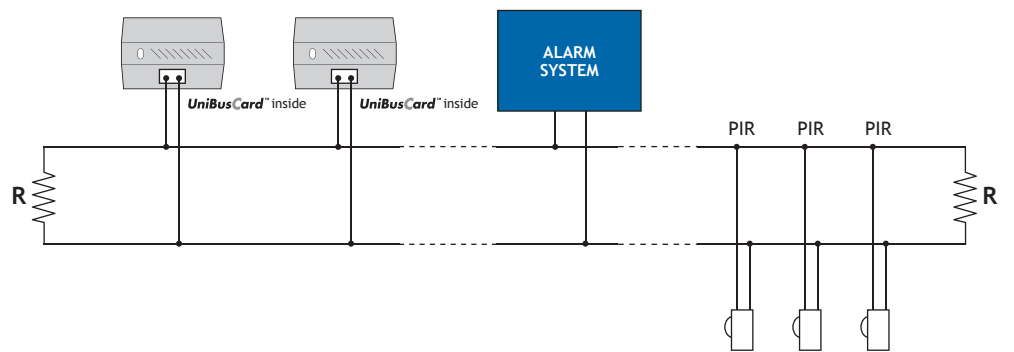 ALARM
SYSTEM
UniBusCard™ inside
UniBusCard™ inside
PIR
PIR
PIR
R
R